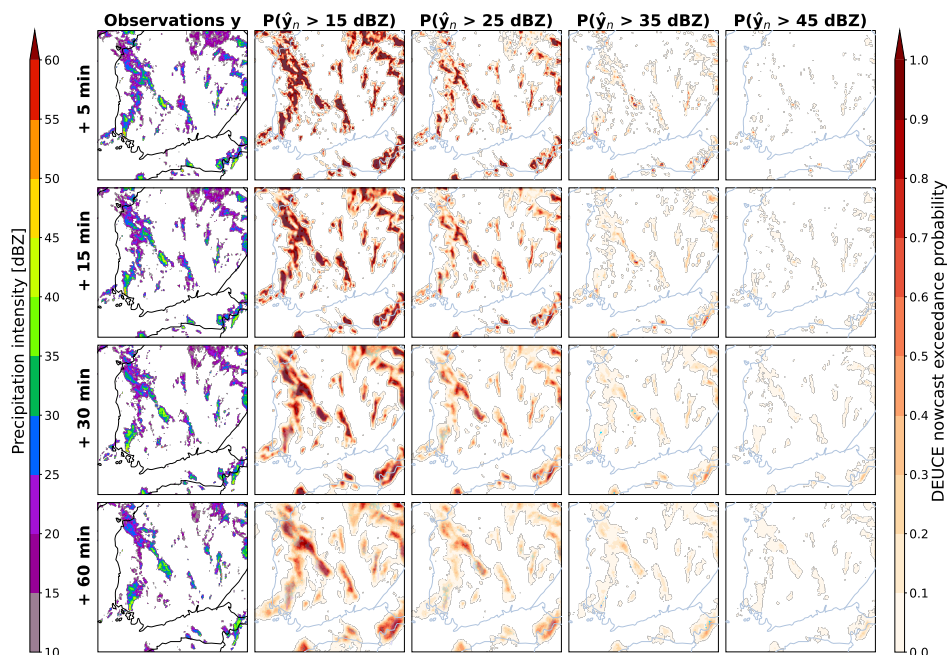 Observations y
P(ŷn > 15 dBZ)
P(ŷn > 25 dBZ)
P(ŷn > 35 dBZ)
P(ŷn > 45 dBZ)
+ 5 min
+ 15 min
+ 30 min
+ 60 min
Precipitation intensity [dBZ]
60
55
50
45
40
35
30
25
20
15
10
1.0
0.9
0.8
0.7
0.6
0.5
0.4
0.3
0.2
0.1
0.0
DEUCE nowcast exceedance probability